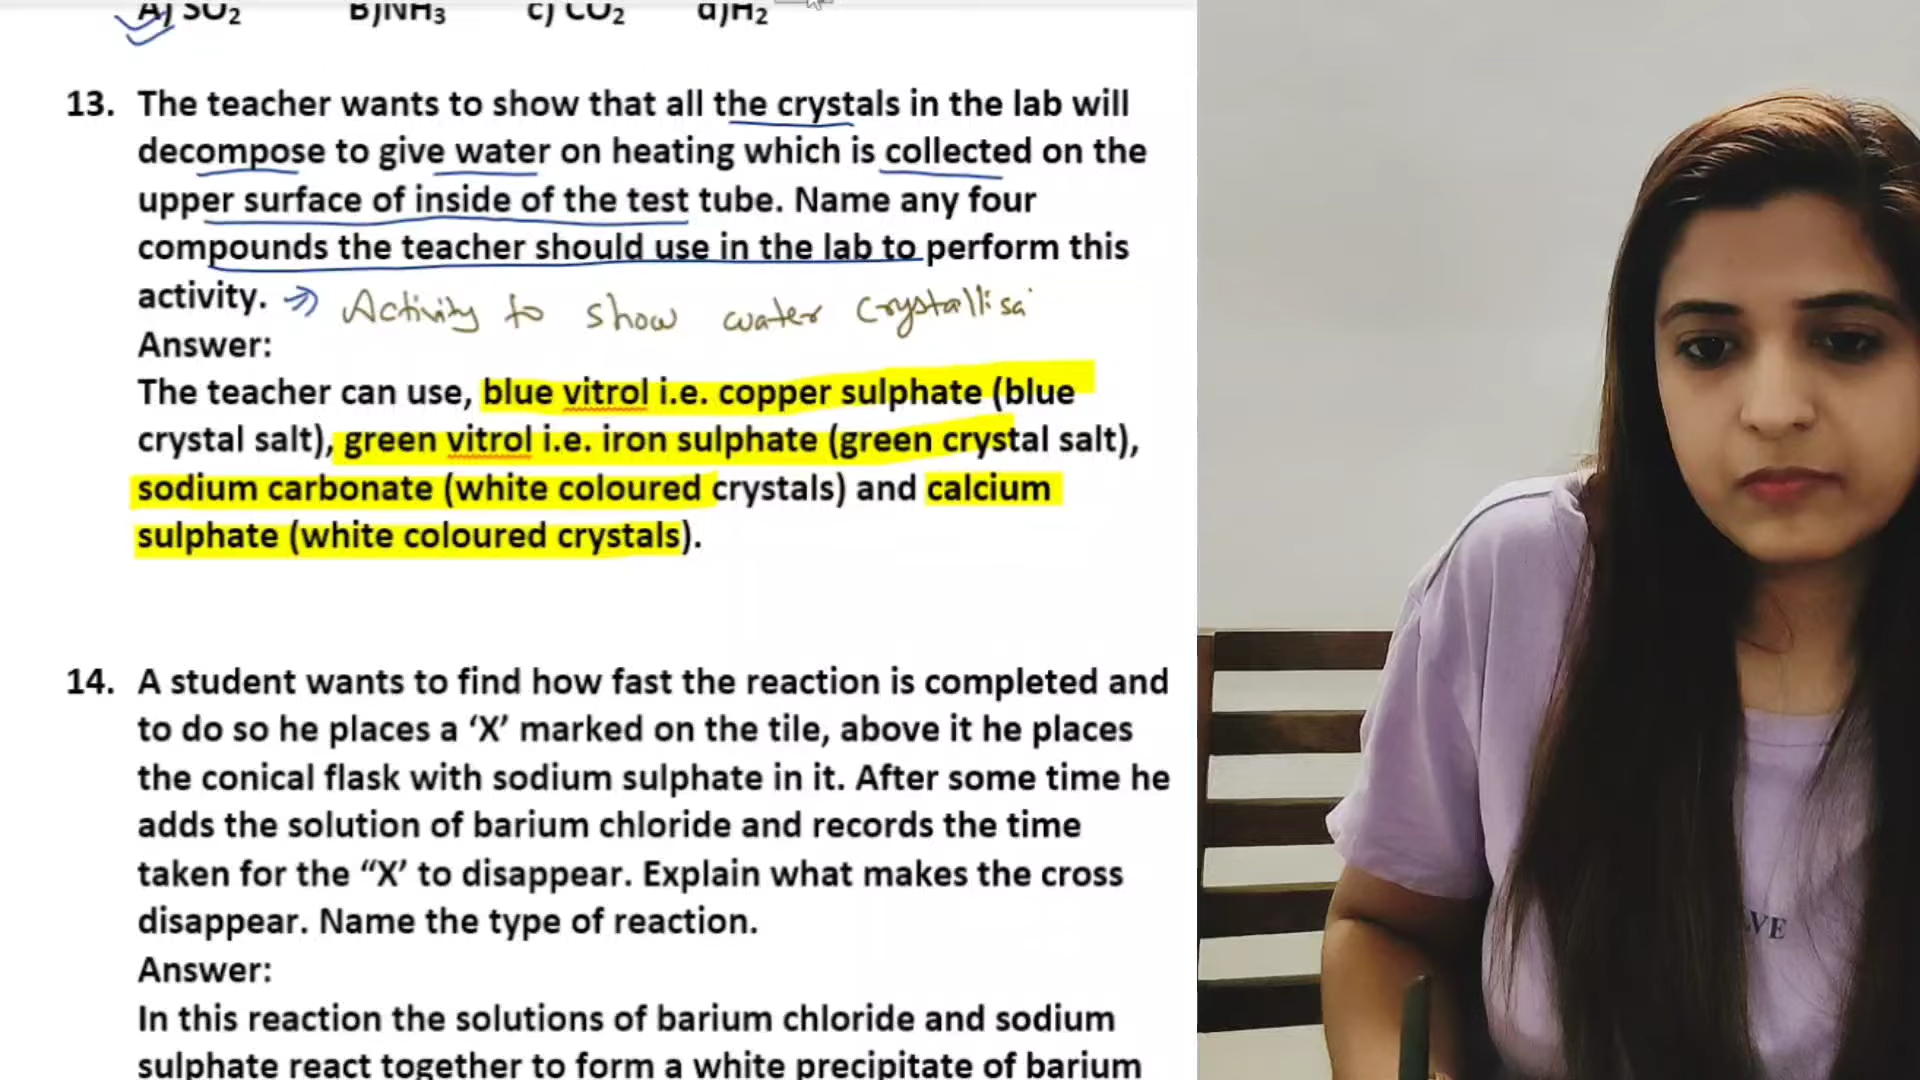 A) SO2 B)NH3 c) CO2 d)H2
13. The teacher wants to show that all the crystals in the lab will
decompose to give water on heating which is collected on the
upper surface of inside of the test tube. Name any four
compounds the teacher should use in the lab to perform this
activity. Activity to show water crystallisa
Answer:
The teacher can use, blue vitrol i.e. copper sulphate (blue
crystal salt), green vitrol i.e. iron sulphate (green crystal salt),
sodium carbonate (white coloured crystals) and calcium
sulphate (white coloured crystals).
14. A student wants to find how fast the reaction is completed and
to do so he places a ‘X’ marked on the tile, above it he places
the conical flask with sodium sulphate in it. After some time he
adds the solution of barium chloride and records the time
taken for the “X’ to disappear. Explain what makes the cross
disappear. Name the type of reaction.
Answer:
In this reaction the solutions of barium chloride and sodium
sulphate react together to form a white precipitate of barium
VE